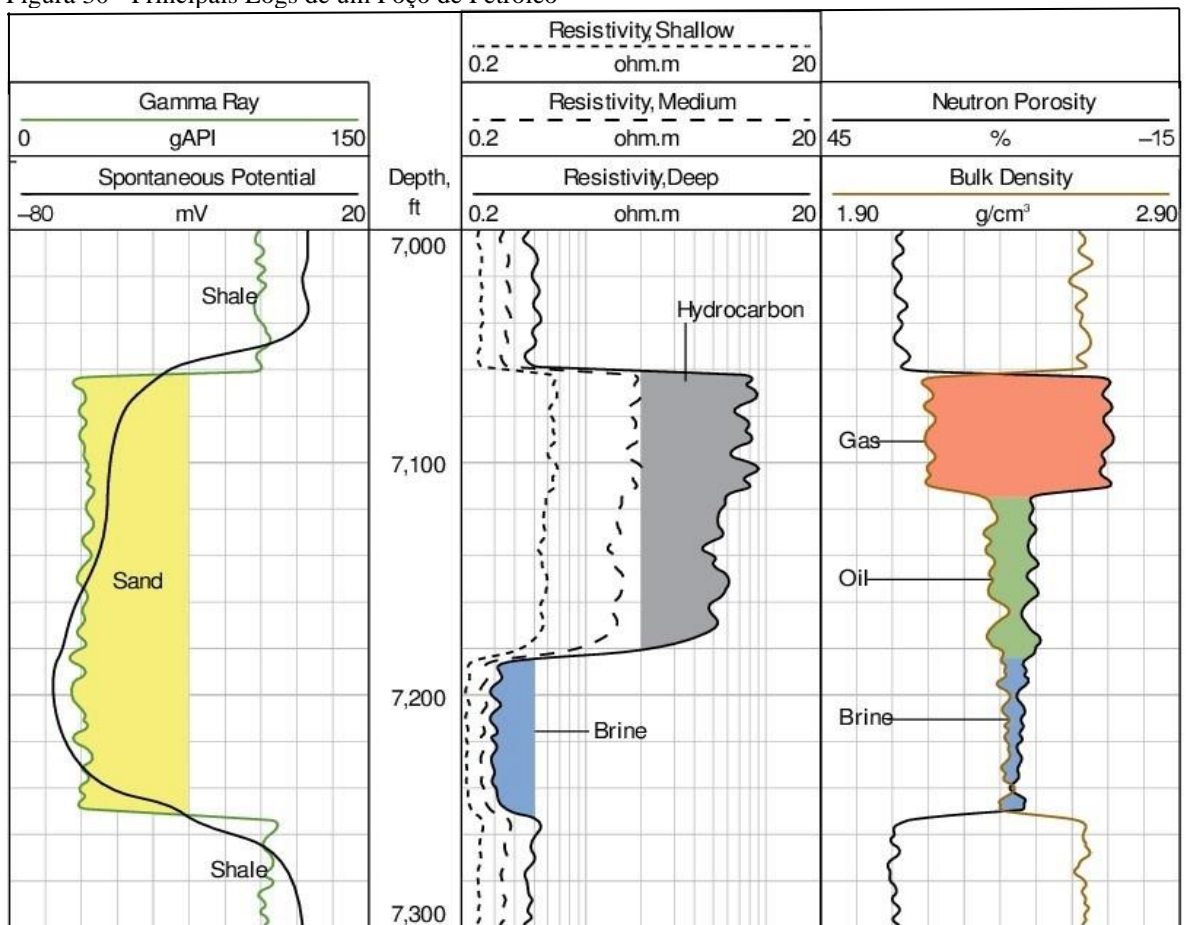 Figura 30 - Principais Logs de um Poço de Petróleo
Resistivity, Shallow
0.2 ohm.m 20
Gamma Ray
0 gAPI 150
Resistivity, Medium
0.2 ohm.m 20
Neutron Porosity
45 % –15
Spontaneous Potential
–80 mV 20
Depth,
ft
Resistivity, Deep
0.2 ohm.m 20
Bulk Density
1.90 g/cm³ 2.90
7,000
Shale
Hydrocarbon
7,100
Gas
Sand
Oil
7,200
Brine
Brine
Shale
7,300